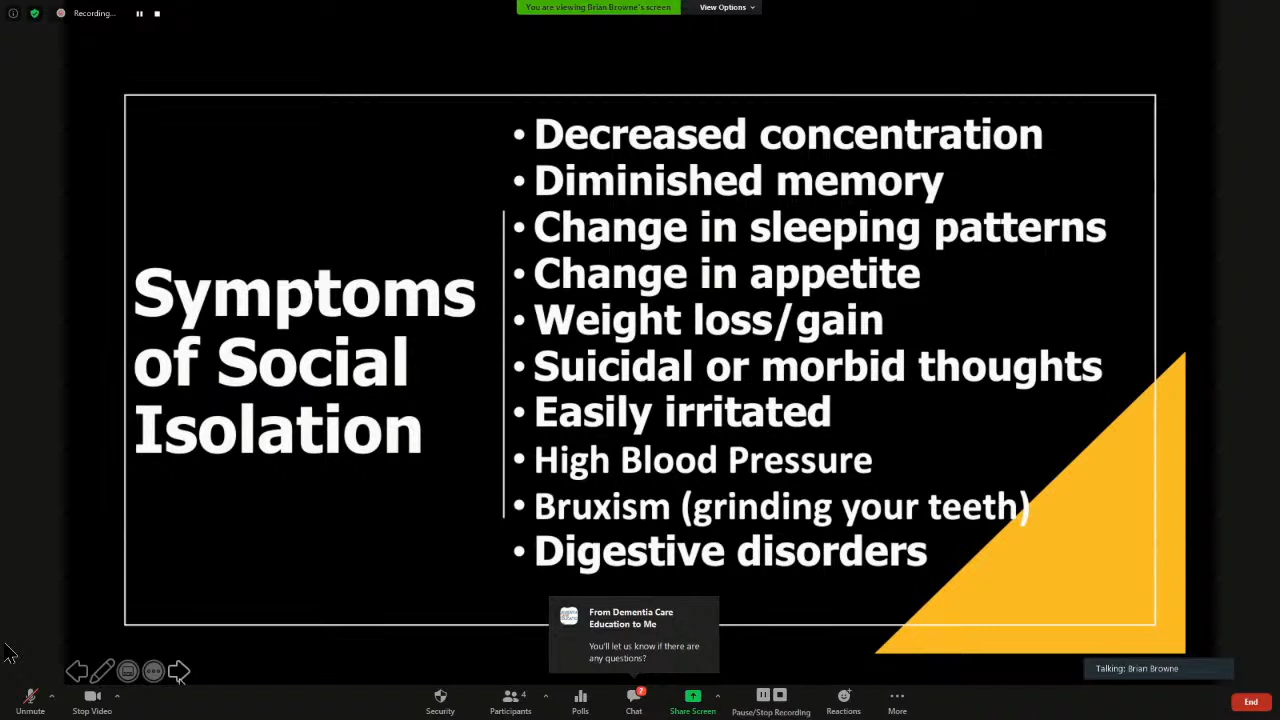 Recording...
You are viewing Brian Browne's screen
View Options
Symptoms
of Social
Isolation
• Decreased concentration
• Diminished memory
• Change in sleeping patterns
• Change in appetite
• Weight loss/gain
• Suicidal or morbid thoughts
• Easily irritated
• High Blood Pressure
• Bruxism (grinding your teeth)
• Digestive disorders
From Dementia Care
Education to Me
You'll let us know if there are
any questions?
Talking: Brian Browne
Unmute
Stop Video
Security
Participants
4
Polls
Chat
2
Share Screen
Pause/Stop Recording
Reactions
More
End